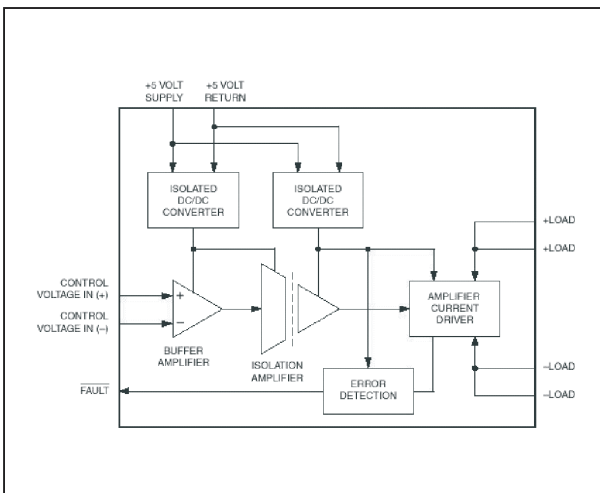 +5 VOLT
SUPPLY
+5 VOLT
RETURN
ISOLATED
DC/DC
CONVERTER
ISOLATED
DC/DC
CONVERTER
+LOAD
+LOAD
CONTROL
VOLTAGE IN (+)
+
CONTROL
VOLTAGE IN (–)
–
BUFFER
AMPLIFIER
ISOLATION
AMPLIFIER
AMPLIFIER
CURRENT
DRIVER
–LOAD
–LOAD
FAULT
ERROR
DETECTION